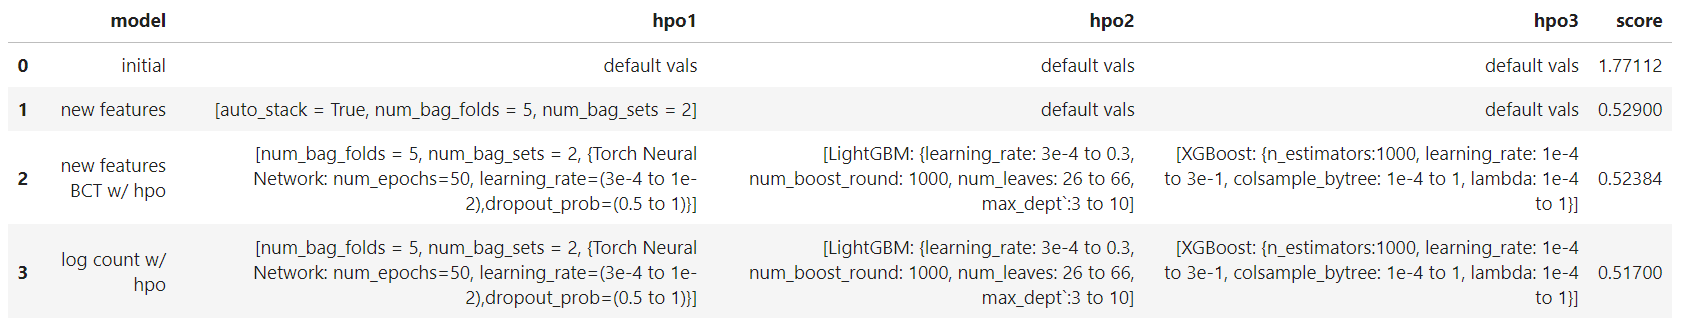 model hpo1 hpo2 hpo3 score
0 initial default vals default vals default vals 1.77112
1 new features [auto_stack = True, num_bag_folds = 5, num_bag_sets = 2] default vals default vals 0.52900
new features [num_bag_folds = 5, num_bag_sets = 2, {Torch Neural [LightGBM: {learning_rate: 3e-4 to 0.3, [XGBoost: {n_estimators:1000, learning_rate: 1e-4
2 BCT w/ hpo Network: num_epochs=50, learning_rate=(3e-4 to 1e- num_boost_round: 1000, num_leaves: 26 to 66, to 3e-1, colsample_bytree: 1e-4 to 1, lambda: 1e-4 0.52384
2),dropout_prob=(0.5 to 1)}] max_dept`:3 to 10] to 1}]
log count w/ [num_bag_folds = 5, num_bag_sets = 2, {Torch Neural [LightGBM: {learning_rate: 3e-4 to 0.3, [XGBoost: {n_estimators:1000, learning_rate: 1e-4
3 hpo Network: num_epochs=50, learning_rate=(3e-4 to 1e- num_boost_round: 1000, num_leaves: 26 to 66, to 3e-1, colsample_bytree: 1e-4 to 1, lambda: 1e-4 0.51700
2),dropout_prob=(0.5 to 1)}] max_dept`:3 to 10] to 1}]